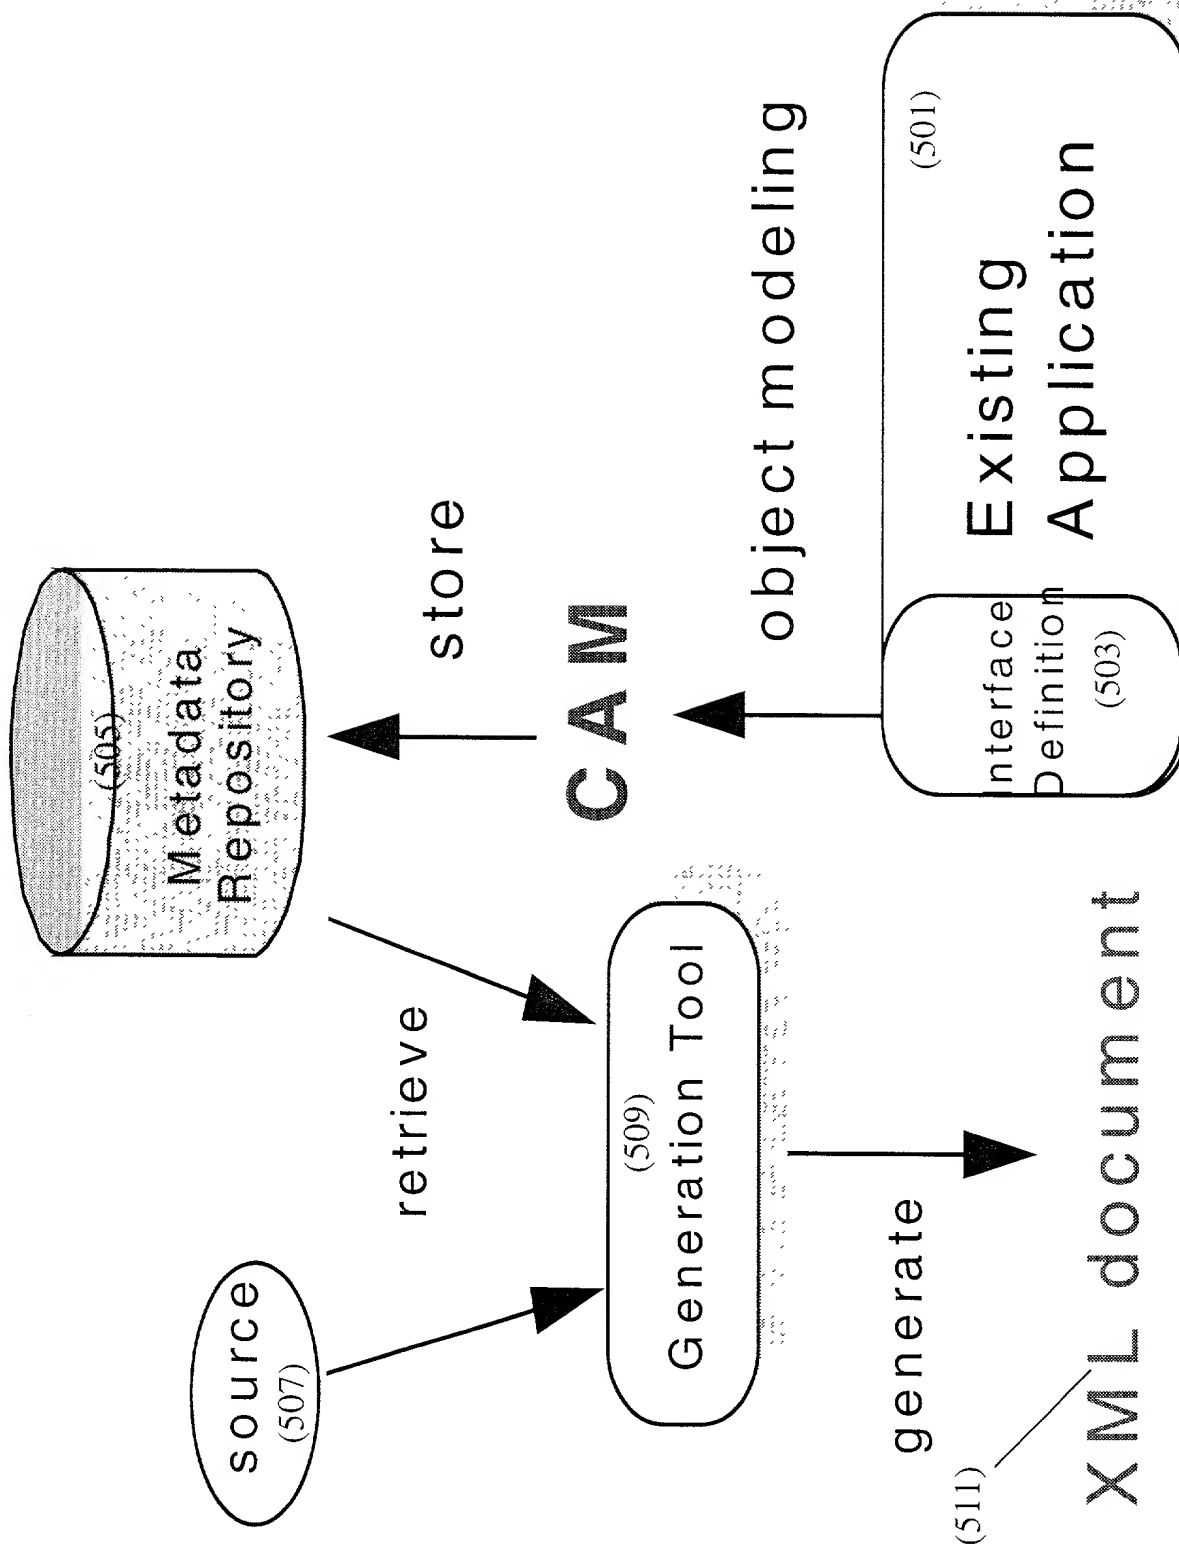 source
(507)
retrieve
(505)
Metadata
Repository
store
(509)
Generation Tool
CAM
generate
object modeling
(511)
XML document
Interface
Definition
(503)
(501)
Existing
Application